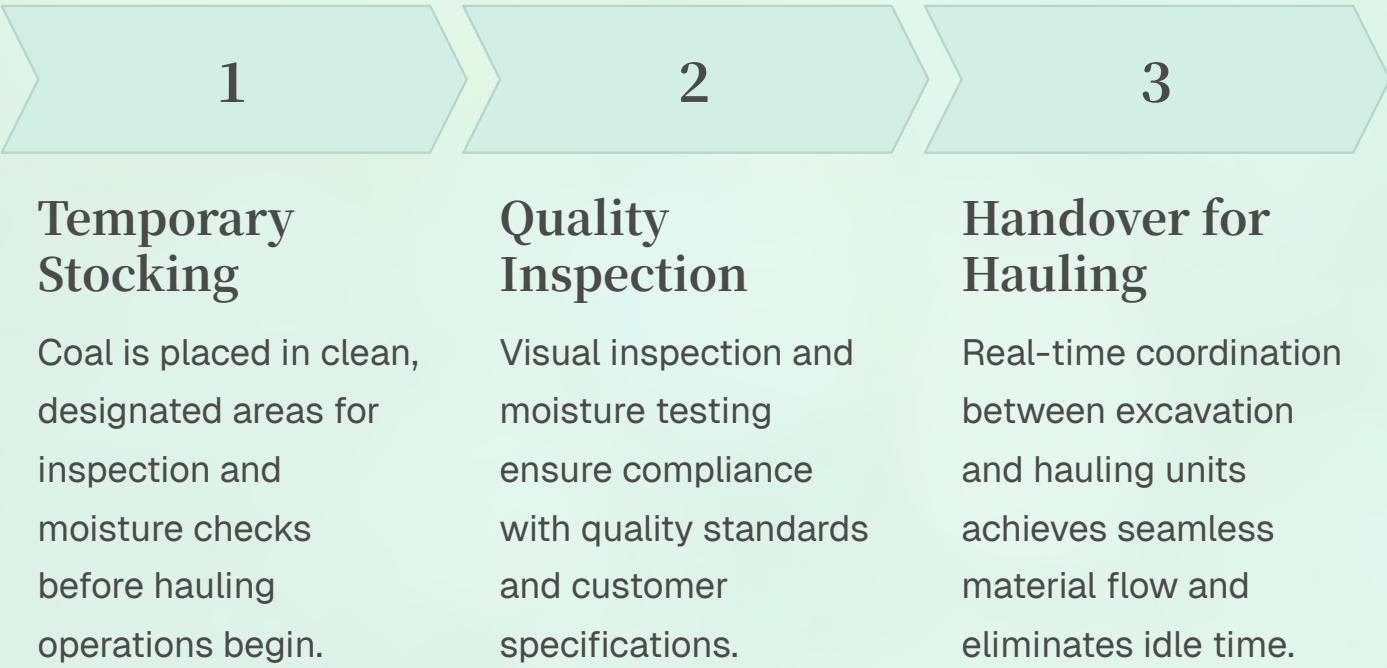 1
Temporary
Stocking
Coal is placed in clean,
designated areas for
inspection and
moisture checks
before hauling
operations begin.
2
Quality
Inspection
Visual inspection and
moisture testing
ensure compliance
with quality standards
and customer
specifications.
3
Handover for
Hauling
Real-time coordination
between excavation
and hauling units
achieves seamless
material flow and
eliminates idle time.